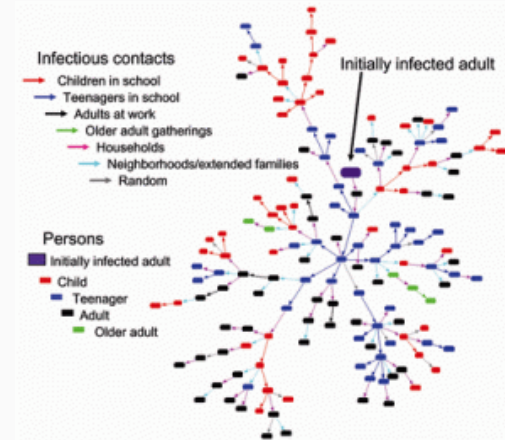 Infectious contacts
Children in school
Teenagers in school
Adults at work
Older adult gatherings
Households
Neighborhoods/extended families
Random
Initially infected adult
Persons
Initially infected adult
Child
Teenager
Adult
Older adult